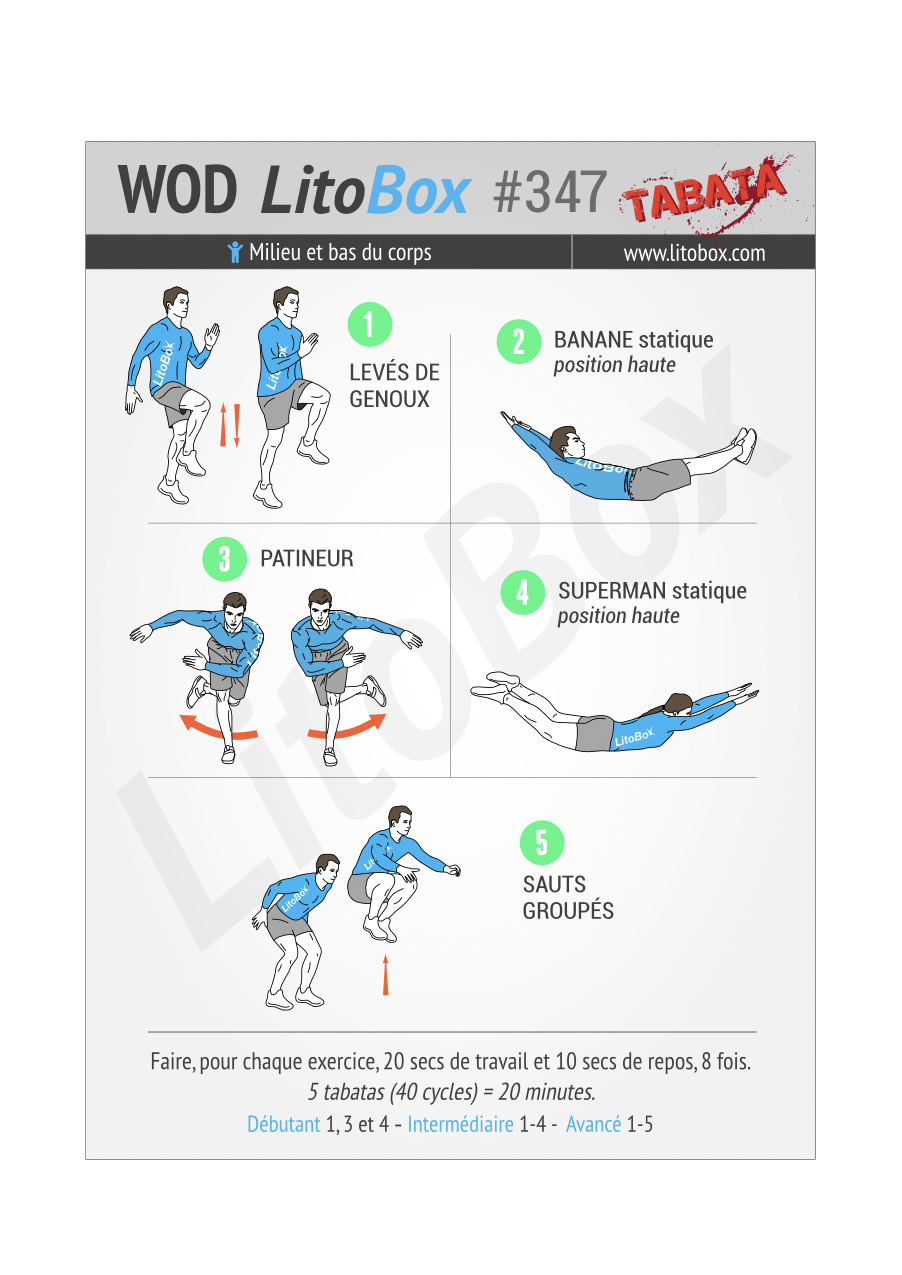 WOD LitoBox #347 TABATA
Milieu et bas du corps
www.litobox.com
1
LEVÉS DE
GENOUX
2
BANANE statique
position haute
3
PATINEUR
4
SUPERMAN statique
position haute
5
SAUTS
GROUPÉS
LitoBox
LitoBox
LitoBox
LitoBox
Faire, pour chaque exercice, 20 secs de travail et 10 secs de repos, 8 fois.
5 tabatas (40 cycles) = 20 minutes.
Débutant 1, 3 et 4 – Intermédiaire 1-4 - Avancé 1-5